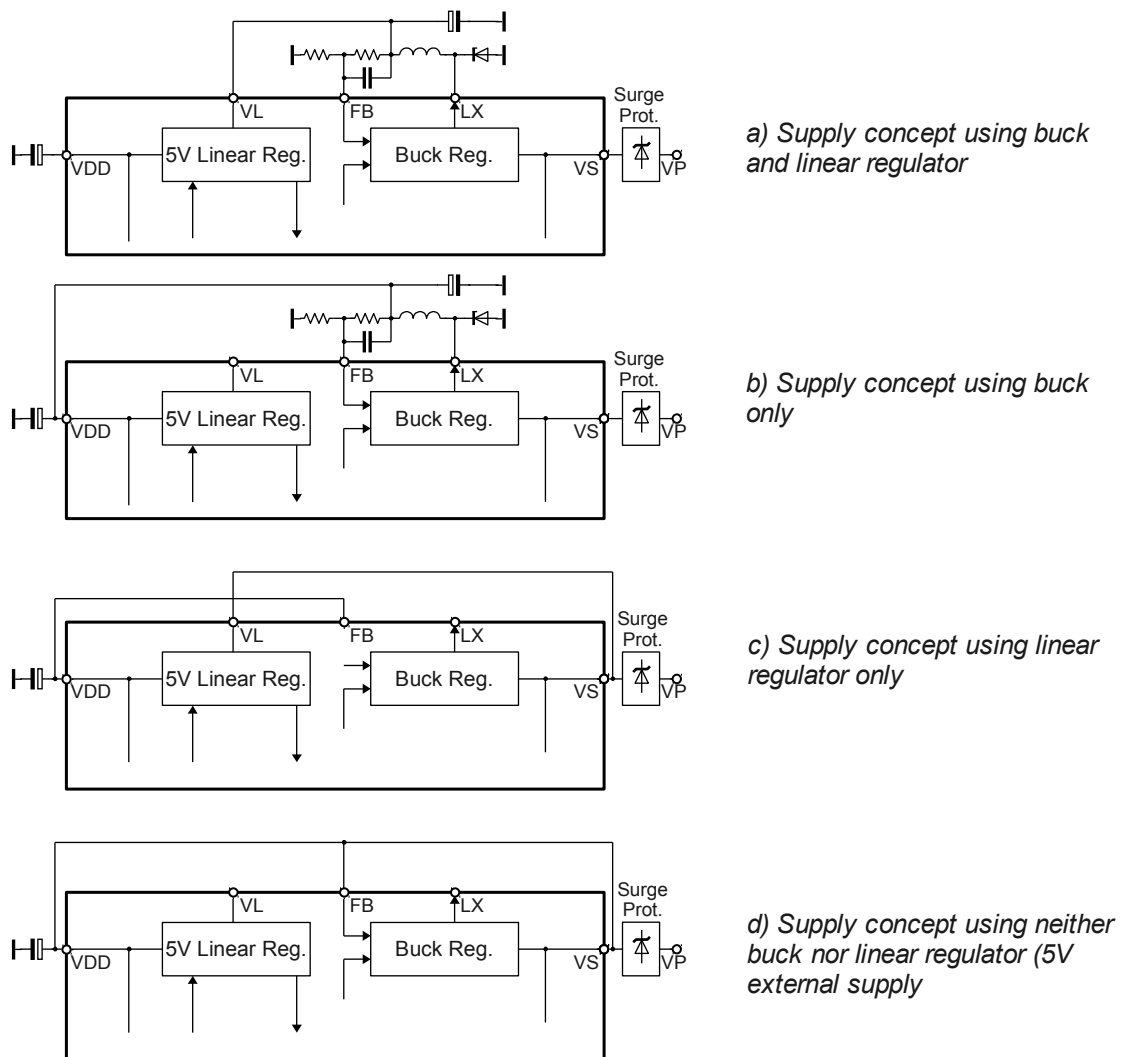 Surge
Prot.
VL
FB
LX
5V Linear Reg.
Buck Reg.
VDD
VS
VP
a) Supply concept using buck
and linear regulator
Surge
Prot.
VL
FB
LX
5V Linear Reg.
Buck Reg.
VDD
VS
VP
b) Supply concept using buck
only
Surge
Prot.
VL
FB
LX
5V Linear Reg.
Buck Reg.
VDD
VS
VP
c) Supply concept using linear
regulator only
Surge
Prot.
VL
FB
LX
5V Linear Reg.
Buck Reg.
VDD
VS
VP
d) Supply concept using neither
buck nor linear regulator (5V
external supply